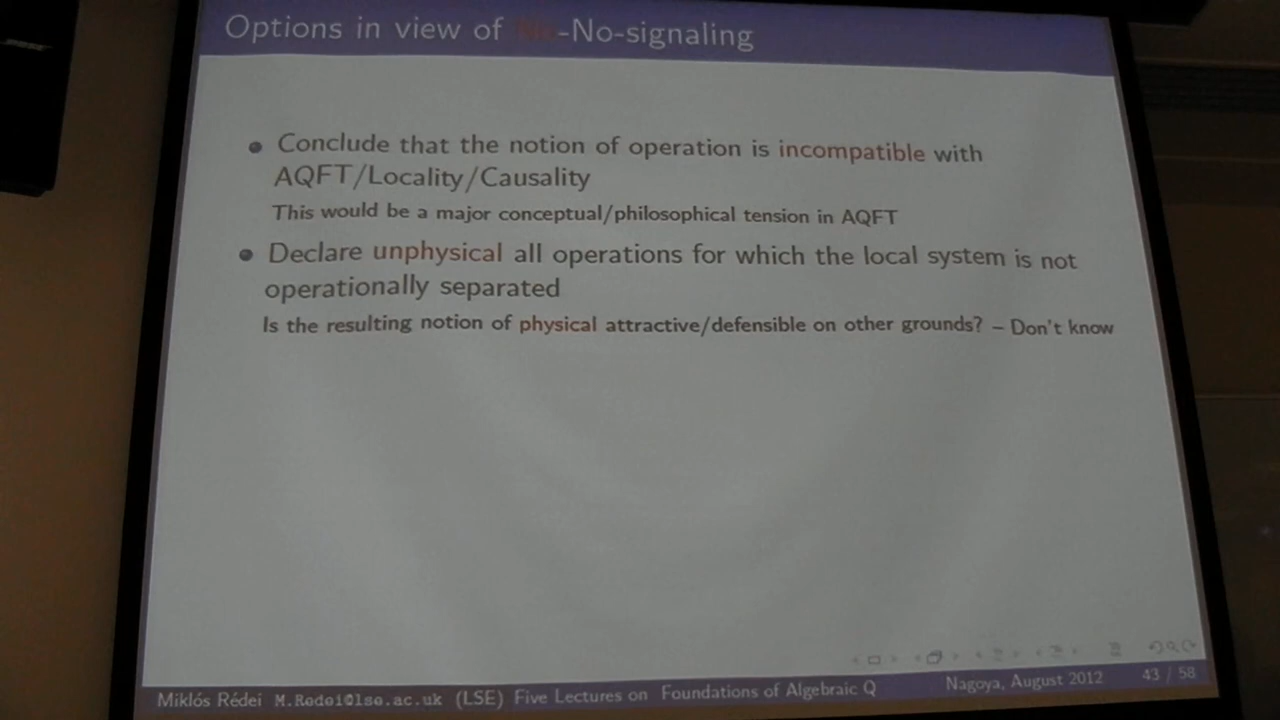 Options in view of No-No-signaling
Conclude that the notion of operation is incompatible with
AQFT/Locality/Causality
This would be a major conceptual/philosophical tension in AQFT
Declare unphysical all operations for which the local system is not
operationally separated
Is the resulting notion of physical attractive/defensible on other grounds? – Don't know
Miklós Rédei M.Redei@lse.ac.uk (LSE) Five Lectures on Foundations of Algebraic Q Nagoya, August 2012 43 / 58